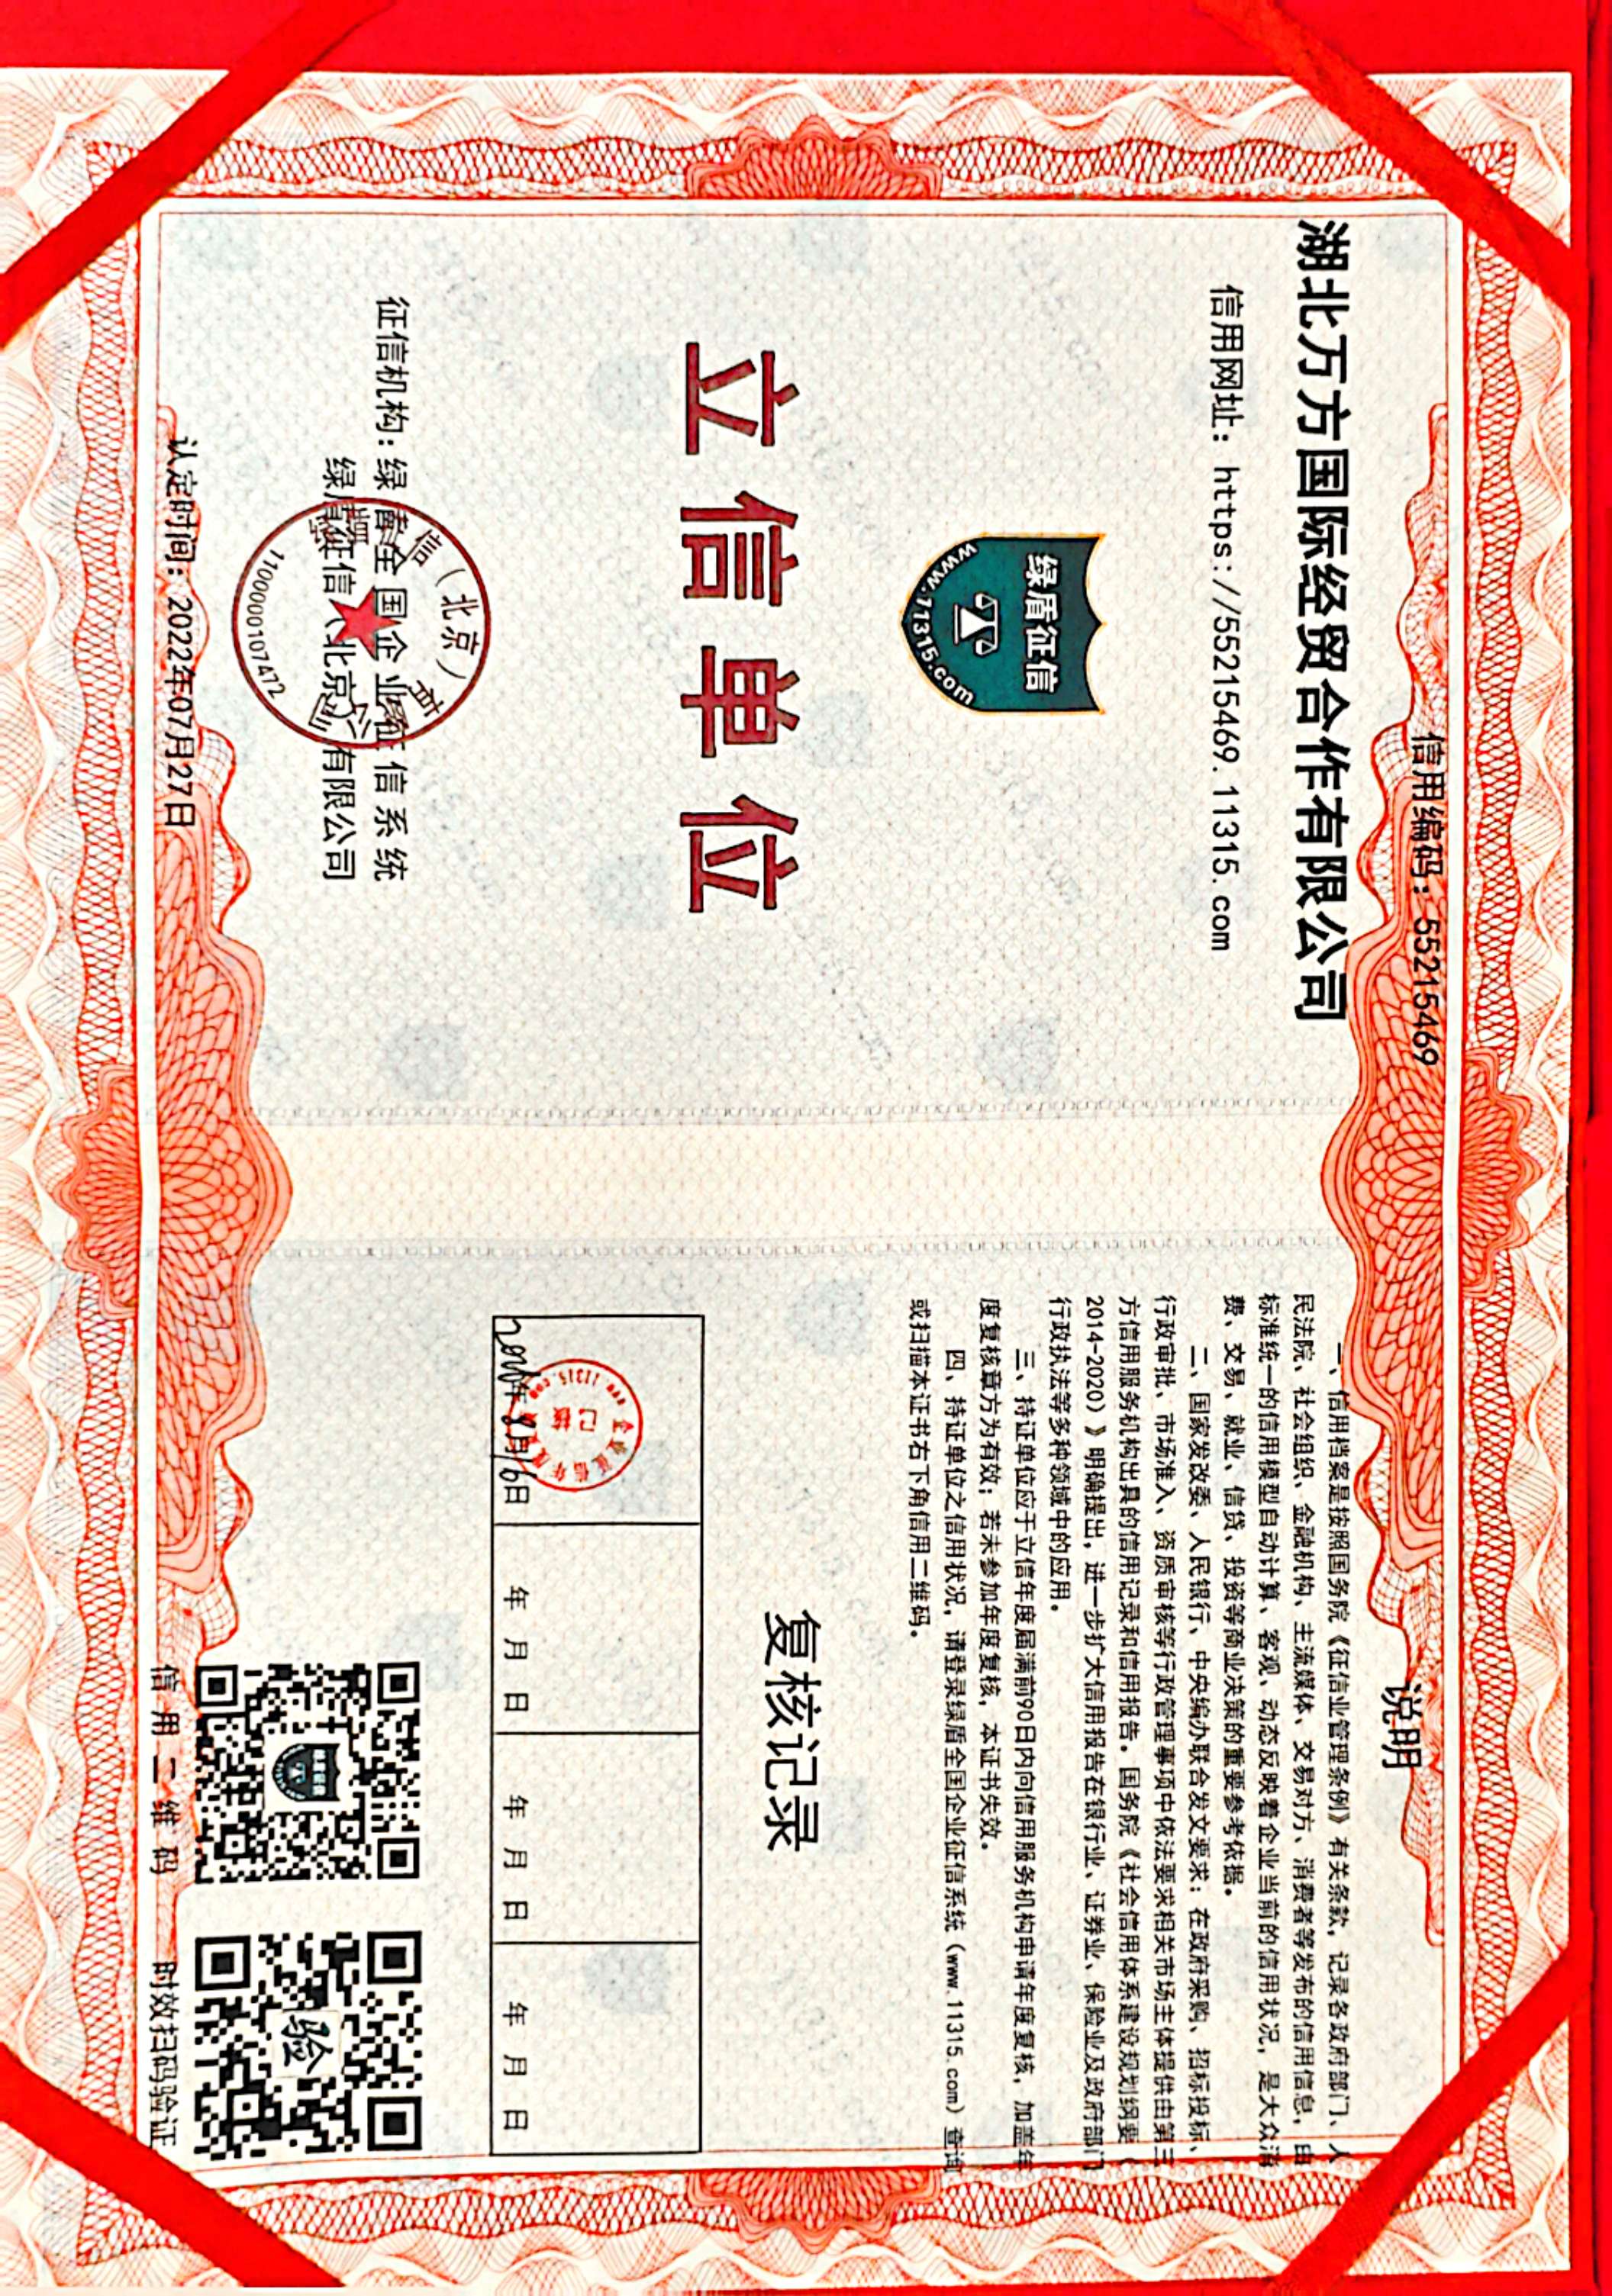 信用编码：55215469
湖北万方国际经贸合作有限公司
信用网址：https://55215469.11315.com
绿盾征信
www.11315.com
立信单位
征信机构：绿盾全国企业征信系统
绿盾征信（北京）有限公司
1100000107472
认定时间：2022年07月27日
说明
一、信用档案是按照国务院《征信业管理条例》有关条款，记录各政府部门、人
民法院、社会组织、金融机构、主流媒体、交易对方、消费者等发布的信用信息，由
标准统一的信用模型自动计算、客观、动态反映着企业当前的信用状况，是大众消
费、交易、就业、信贷、投资等商业决策的重要参考依据。
二、国家发改委、人民银行、中央编办联合发文要求：在政府采购、招标投标、
行政审批、市场准入、资质审核等行政管理事项中依法要求相关市场主体提供由第三
方信用服务机构出具的信用记录和信用报告。国务院《社会信用体系建设规划纲要（
2014-2020）》明确提出，进一步扩大信用报告在银行业、证券业、保险业及政府部门
行政执法等多种领域中的应用。
三、持证单位应于立信年度届满前90日内向信用服务机构申请年度复核，加盖年
度复核章方为有效；若未参加年度复核，本证书失效。
四、持证单位之信用状况，请登录绿盾全国企业征信系统（www.11315.com）查询
或扫描本证书右下角信用二维码。
复核记录
www.11315.com
已核
年 8月16日
年 月 日
年 月 日
年 月 日
验
信用二维码
时效扫码验证